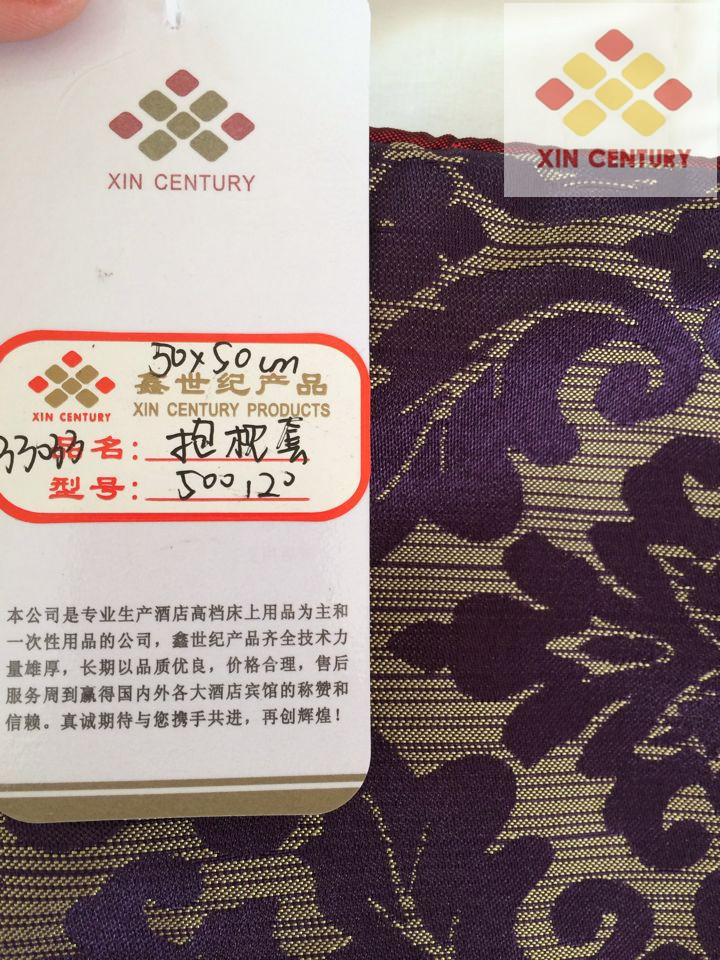 XIN CENTURY
XIN CENTURY
50×50cm
鑫世纪产品
XIN CENTURY
XIN CENTURY PRODUCTS
33033
品名：抱枕套
型号：500120
本公司是专业生产酒店高档床上用品为主和
一次性用品的公司，鑫世纪产品齐全技术力
量雄厚，长期以品质优良，价格合理，售后
服务周到赢得国内外各大酒店宾馆的称赞和
信赖。真诚期待与您携手共进，再创辉煌！